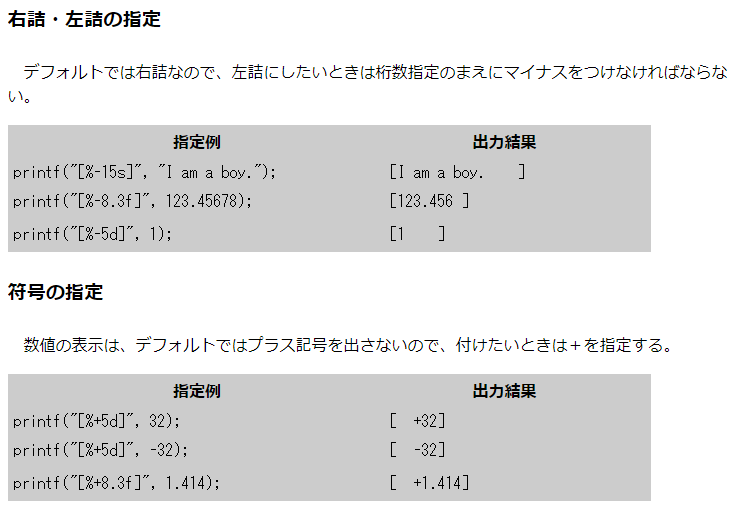 右詰・左詰の指定
デフォルトでは右詰なので、左詰にしたいときは桁数指定のまえにマイナスをつけなければならな
い。
指定例 出力結果
printf("[%-15s]", "I am a boy."); [I am a boy.    ]
printf("[%-8.3f]", 123.45678); [123.456 ]
printf("[%-5d]", 1); [1    ]
符号の指定
数値の表示は、デフォルトではプラス記号を出さないので、付けたいときは＋を指定する。
指定例 出力結果
printf("[%+5d]", 32); [  +32]
printf("[%+5d]", -32); [  -32]
printf("[%+8.3f]", 1.414); [  +1.414]